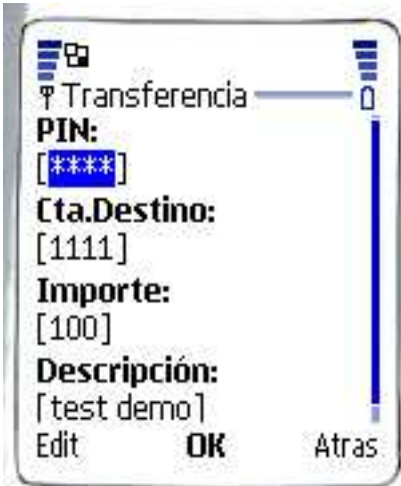 Transferencia
PIN:
[****]
Cta.Destino:
[1111]
Importe:
[100]
Descripción:
[test demo]
Edit OK Atras